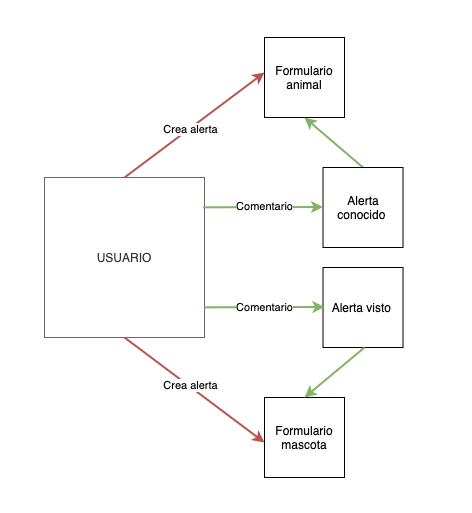 Formulario
animal
Crea alerta
Alerta
conocido
Comentario
USUARIO
Comentario
Alerta visto
Crea alerta
Formulario
mascota